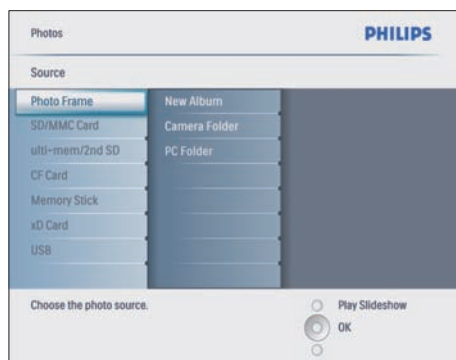 Photos
PHILIPS
Source
Photo Frame
New Album
SD/MMC Card
Camera Folder
ulti-mem/2nd SD
PC Folder
CF Card
Memory Stick
xD Card
USB
Choose the photo source.
Play Slideshow
OK